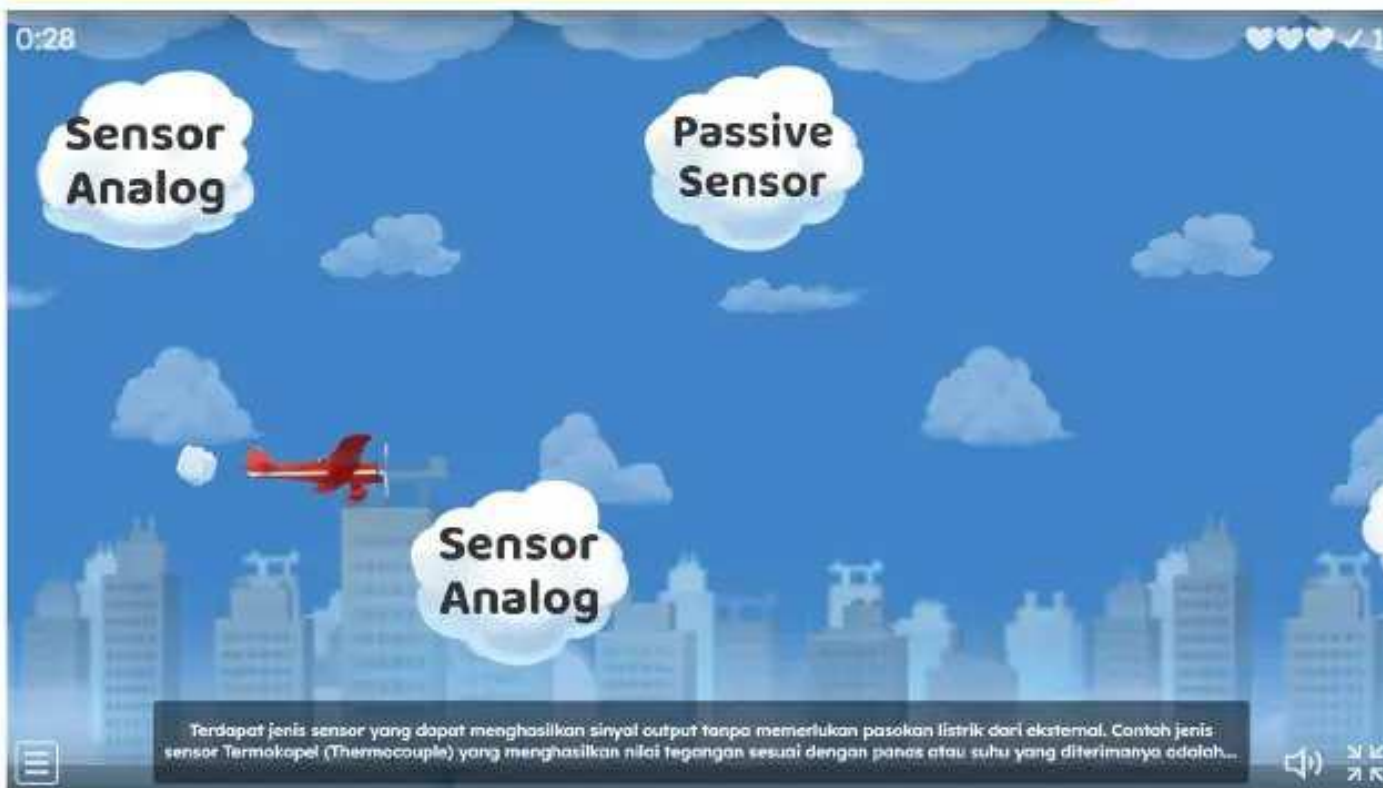 0:28
✓ 1
Sensor
Analog
Passive
Sensor
Sensor
Analog
Terdapat jenis sensor yang dapat menghasilkan sinyal output tanpa memerlukan pasokan listrik dari eksternal. Contoh jenis
sensor Termokopel (Thermocouple) yang menghasilkan nilai tegangan sesuai dengan panas atau suhu yang diterimanya adalah...